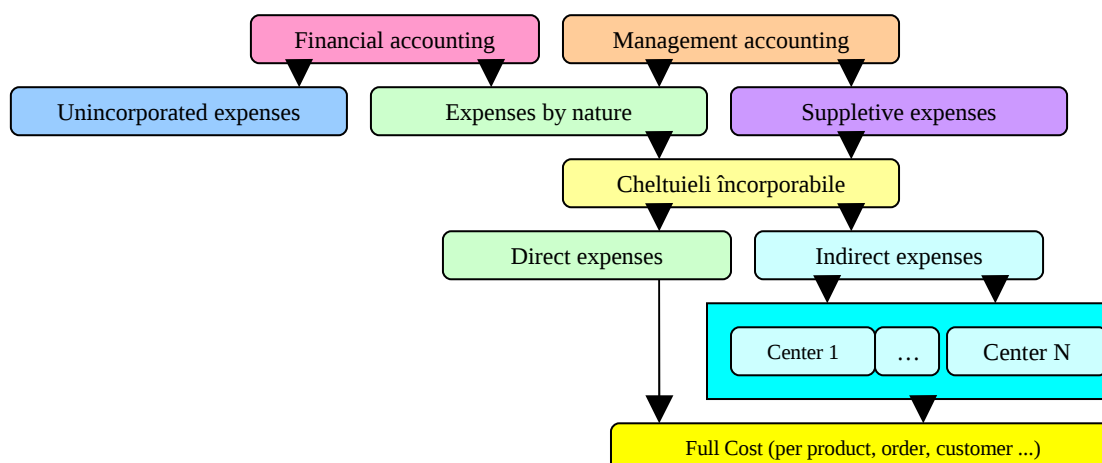 Financial accounting
Management accounting
Unincorporated expenses
Expenses by nature
Suppletive expenses
Cheltuieli încorporabile
Direct expenses
Indirect expenses
Center 1
…
Center N
Full Cost (per product, order, customer ...)